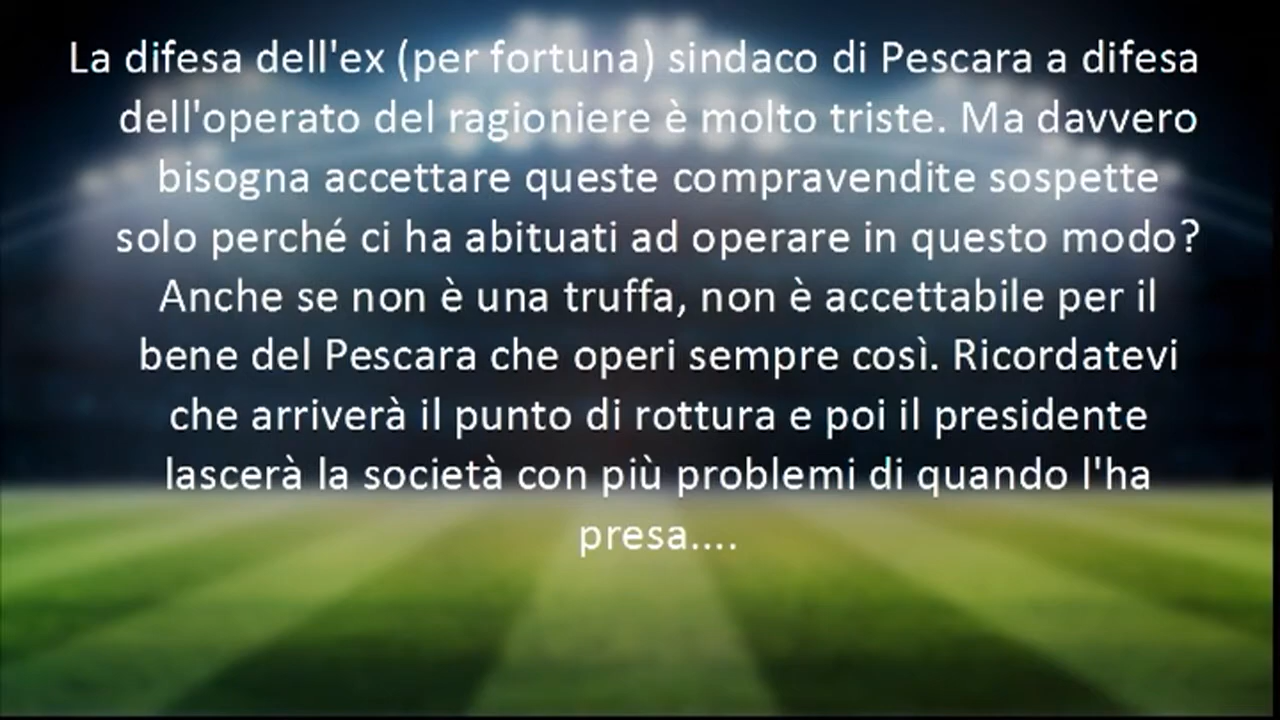 La difesa dell'ex (per fortuna) sindaco di Pescara a difesa
dell'operato del ragioniere è molto triste. Ma davvero
bisogna accettare queste compravendite sospette
solo perché ci ha abituati ad operare in questo modo?
Anche se non è una truffa, non è accettabile per il
bene del Pescara che operi sempre così. Ricordatevi
che arriverà il punto di rottura e poi il presidente
lascerà la società con più problemi di quando l'ha
presa....